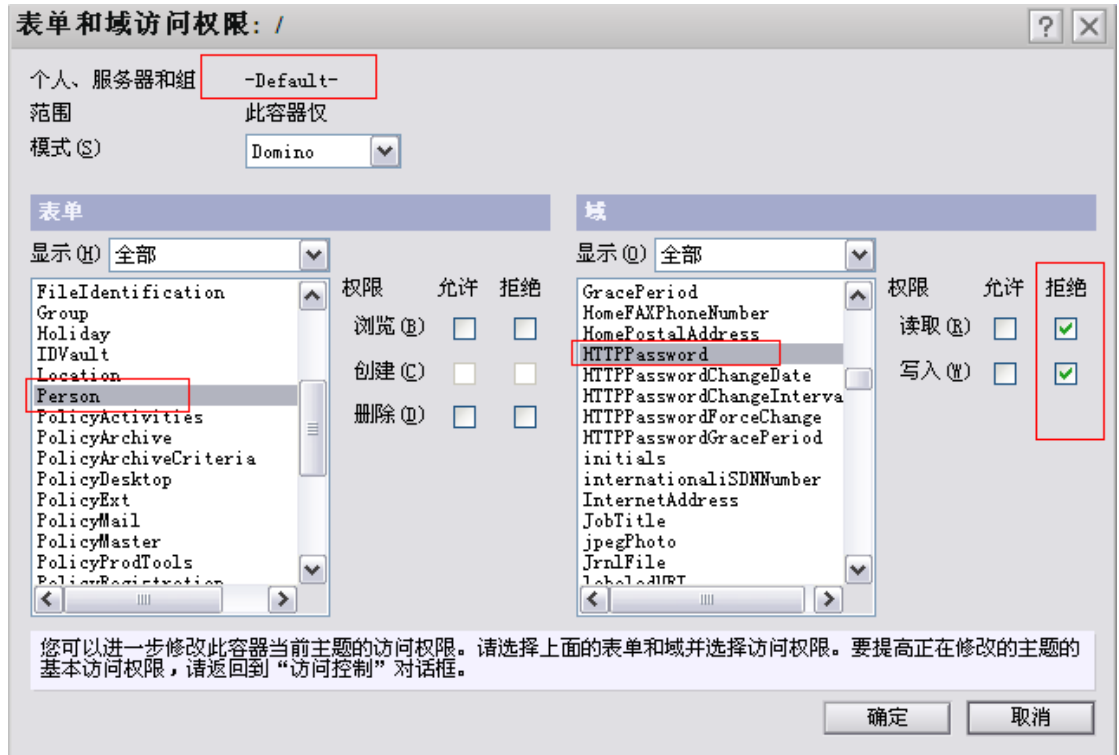 表单和域访问权限: /
个人、服务器和组 -Default-
范围 此容器仅
模式(S) Domino
表单
显示(H) 全部
FileIdentification
Group
Holiday
IDVault
Location
Person
PolicyActivities
PolicyArchive
PolicyArchiveCriteria
PolicyDesktop
PolicyExt
PolicyMail
PolicyMaster
PolicyProdTools
PolicyRegistration
权限 允许 拒绝
浏览(B)
创建(C)
删除(D)
域
显示(O) 全部
GracePeriod
HomeFAXPhoneNumber
HomePostalAddress
HTTPPassword
HTTPPasswordChangeDate
HTTPPasswordChangeInterva
HTTPPasswordForceChange
HTTPPasswordGracePeriod
initials
internationaliSDNNumber
InternetAddress
JobTitle
jpegPhoto
JrnlFile
labeledURI
权限 允许 拒绝
读取(R)
写入(W)
您可以进一步修改此容器当前主题的访问权限。请选择上面的表单和域并选择访问权限。要提高正在修改的主题的
基本访问权限，请返回到“访问控制”对话框。
确定 取消